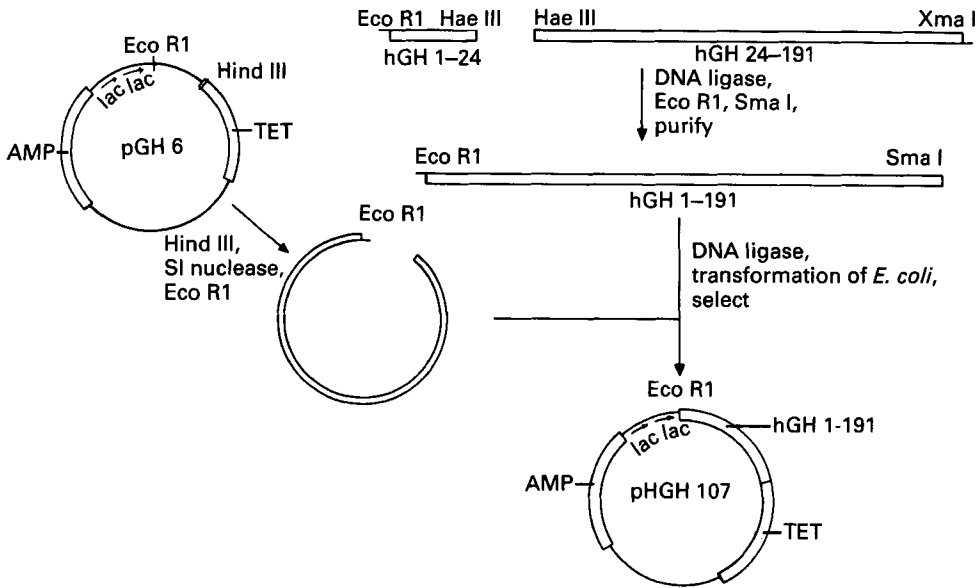 Eco R1 Hae III
Hae III
Xma I
hGH 1–24
hGH 24–191
Eco R1
Hind III
lac lac
AMP
TET
pGH 6
DNA ligase,
Eco R1, Sma I,
purify
Eco R1
Sma I
hGH 1–191
Hind III,
SI nuclease,
Eco R1
Eco R1
DNA ligase,
transformation of E. coli,
select
Eco R1
hGH 1-191
lac lac
AMP
pHGH 107
TET